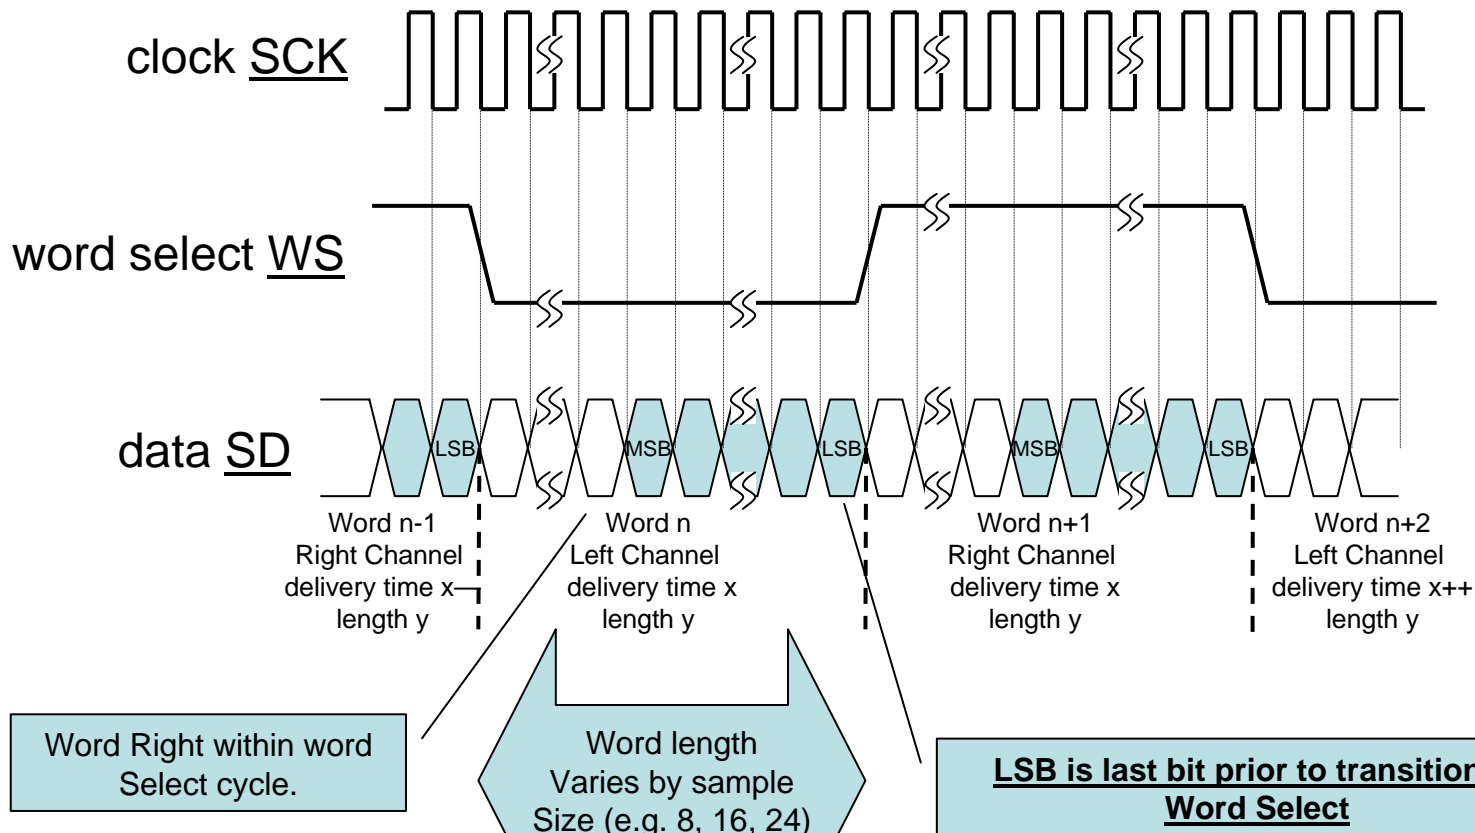 clock SCK
word select WS
data SD
LSB
MSB
LSB
MSB
LSB
Word n-1
Right Channel
delivery time x—
length y
Word n
Left Channel
delivery time x
length y
Word n+1
Right Channel
delivery time x
length y
Word n+2
Left Channel
delivery time x++
length y
Word Right within word
Select cycle.
Word length
Varies by sample
Size (e.g. 8, 16, 24)
LSB is last bit prior to transition
Word Select